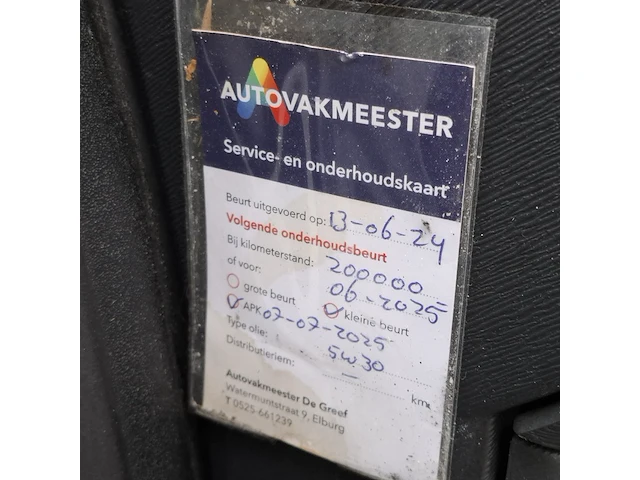 AUTOVAKMEESTER
Service- en onderhoudskaart
Beurt uitgevoerd op: 13-06-24
Volgende onderhoudsbeurt
Bij kilometerstand: 200000
of voor: 06-2025
grote beurt kleine beurt
APK 07-07-2025
Type olie: 5W30
Distributieriem: — km
Autovakmeester De Greef
Watermuntstraat 9, Elburg
T 0525-661239